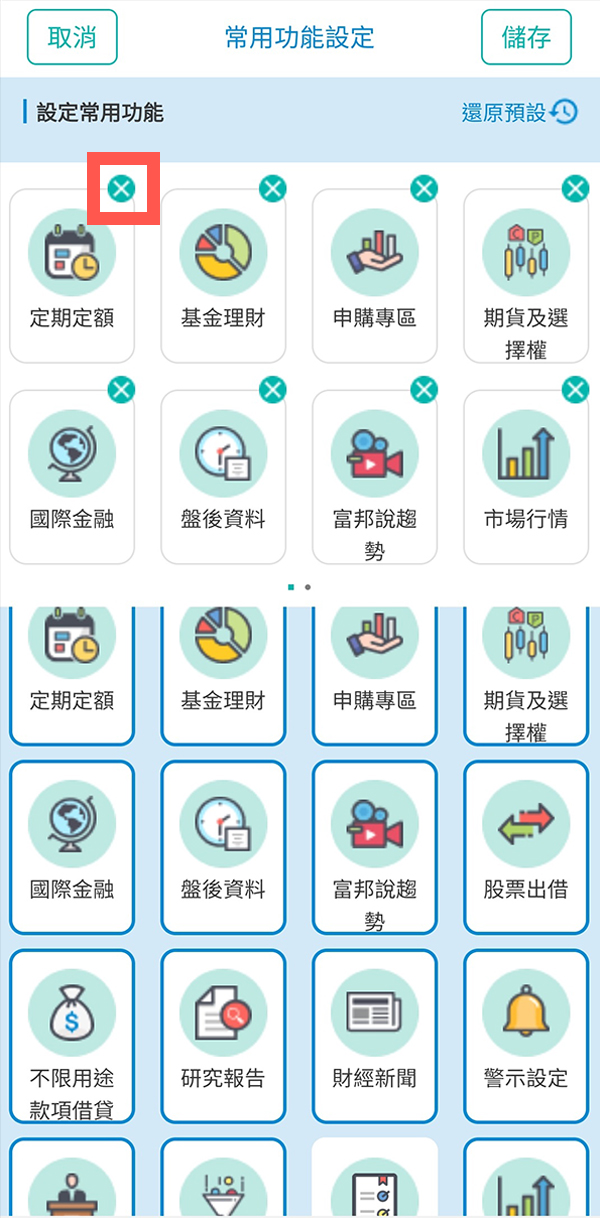 取消
常用功能設定
儲存
設定常用功能
還原預設
定期定額
基金理財
申購專區
期貨及選
擇權
國際金融
盤後資料
富邦說趨
勢
市場行情
定期定額
基金理財
申購專區
期貨及選
擇權
國際金融
盤後資料
富邦說趨
勢
股票出借
不限用途
款項借貸
研究報告
財經新聞
警示設定